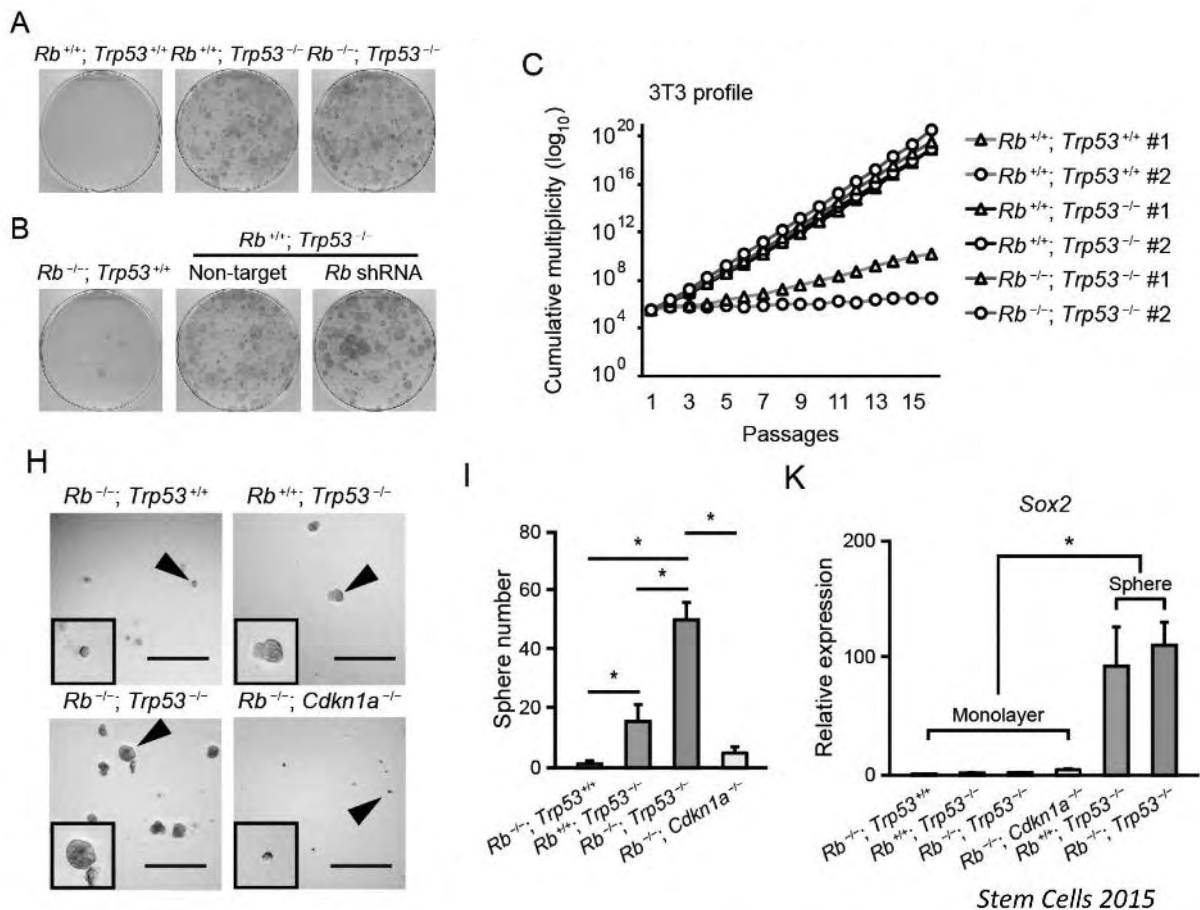 A
Rb+/+; Trp53+/+ Rb+/+; Trp53−/− Rb−/−; Trp53−/−
B
Rb+/+; Trp53−/−
Rb−/−; Trp53+/+ Non-target Rb shRNA
C
3T3 profile
Cumulative multiplicity (log10)
10^20
10^16
10^12
10^8
10^4
10^0
1 3 5 7 9 11 13 15
Passages
Rb+/+; Trp53+/+ #1
Rb+/+; Trp53+/+ #2
Rb+/+; Trp53−/− #1
Rb+/+; Trp53−/− #2
Rb−/−; Trp53−/− #1
Rb−/−; Trp53−/− #2
H
Rb−/−; Trp53+/+ Rb+/+; Trp53−/−
Rb−/−; Trp53−/− Rb−/−; Cdkn1a−/−
I
Sphere number
80
60
40
20
0
*
*
*
*
Rb−/−; Trp53+/+
Rb+/+; Trp53−/−
Rb−/−; Trp53−/−
Rb−/−; Cdkn1a−/−
K
Sox2
Relative expression
200
100
0
*
Sphere
Monolayer
Rb−/−; Trp53+/+
Rb+/+; Trp53−/−
Rb−/−; Trp53−/−
Rb−/−; Cdkn1a−/−
Rb+/+; Trp53−/−
Rb−/−; Trp53−/−
Stem Cells 2015